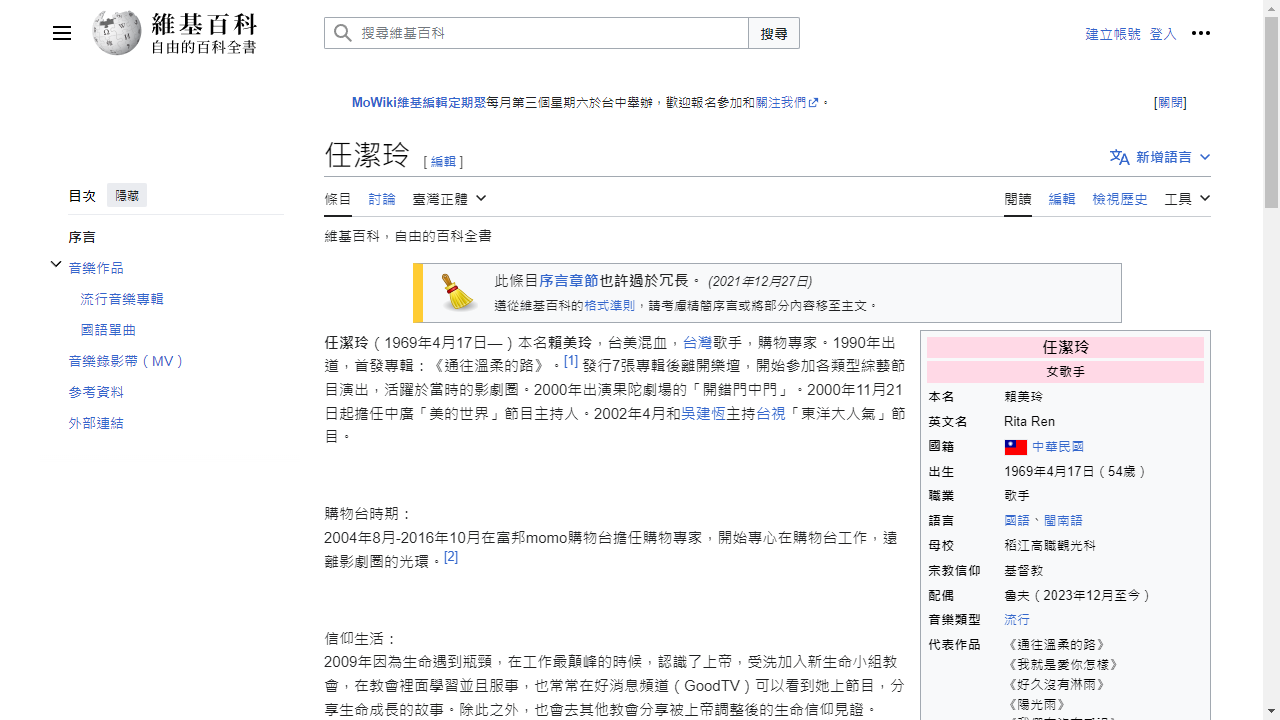 維基百科
自由的百科全書
搜尋維基百科
搜尋
建立帳號 登入
MoWiki維基編輯定期聚每月第三個星期六於台中舉辦，歡迎報名參加和關注我們。
[關閉]
任潔玲 [編輯]
新增語言
目次 隱藏
序言
音樂作品
流行音樂專輯
國語單曲
音樂錄影帶（MV）
參考資料
外部連結
條目 討論 臺灣正體
閱讀 編輯 檢視歷史 工具
維基百科，自由的百科全書
此條目序言章節也許過於冗長。 (2021年12月27日)
遵從維基百科的格式準則，請考慮精簡序言或將部分內容移至主文。
任潔玲（1969年4月17日—）本名賴美玲，台美混血，台灣歌手，購物專家。1990年出
道，首發專輯：《通往溫柔的路》。[1] 發行7張專輯後離開樂壇，開始參加各類型綜藝節
目演出，活躍於當時的影劇圈。2000年出演果陀劇場的「開錯門中門」。2000年11月21
日起擔任中廣「美的世界」節目主持人。2002年4月和吳建恆主持台視「東洋大人氣」節
目。
購物台時期：
2004年8月-2016年10月在富邦momo購物台擔任購物專家，開始專心在購物台工作，遠
離影劇圈的光環。[2]
信仰生活：
2009年因為生命遇到瓶頸，在工作最顛峰的時候，認識了上帝，受洗加入新生命小組教
會，在教會裡面學習並且服事，也常常在好消息頻道（GoodTV）可以看到她上節目，分
享生命成長的故事。除此之外，也會去其他教會分享被上帝調整後的生命信仰見證。
任潔玲
女歌手
本名 賴美玲
英文名 Rita Ren
國籍 中華民國
出生 1969年4月17日（54歲）
職業 歌手
語言 國語、閩南語
母校 稻江高職觀光科
宗教信仰 基督教
配偶 魯夫（2023年12月至今）
音樂類型 流行
代表作品 《通往溫柔的路》
《我就是愛你怎樣》
《好久沒有淋雨》
《陽光雨》